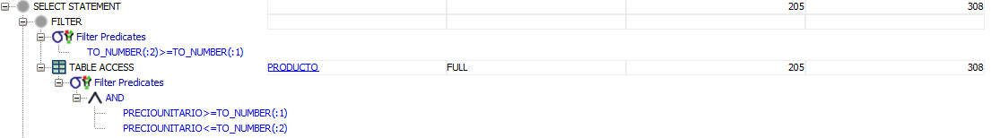 SELECT STATEMENT 205 308
FILTER
Filter Predicates
TO_NUMBER(:2)>=TO_NUMBER(:1)
TABLE ACCESS PRODUCTO FULL 205 308
Filter Predicates
AND
PRECIOUNITARIO>=TO_NUMBER(:1)
PRECIOUNITARIO<=TO_NUMBER(:2)